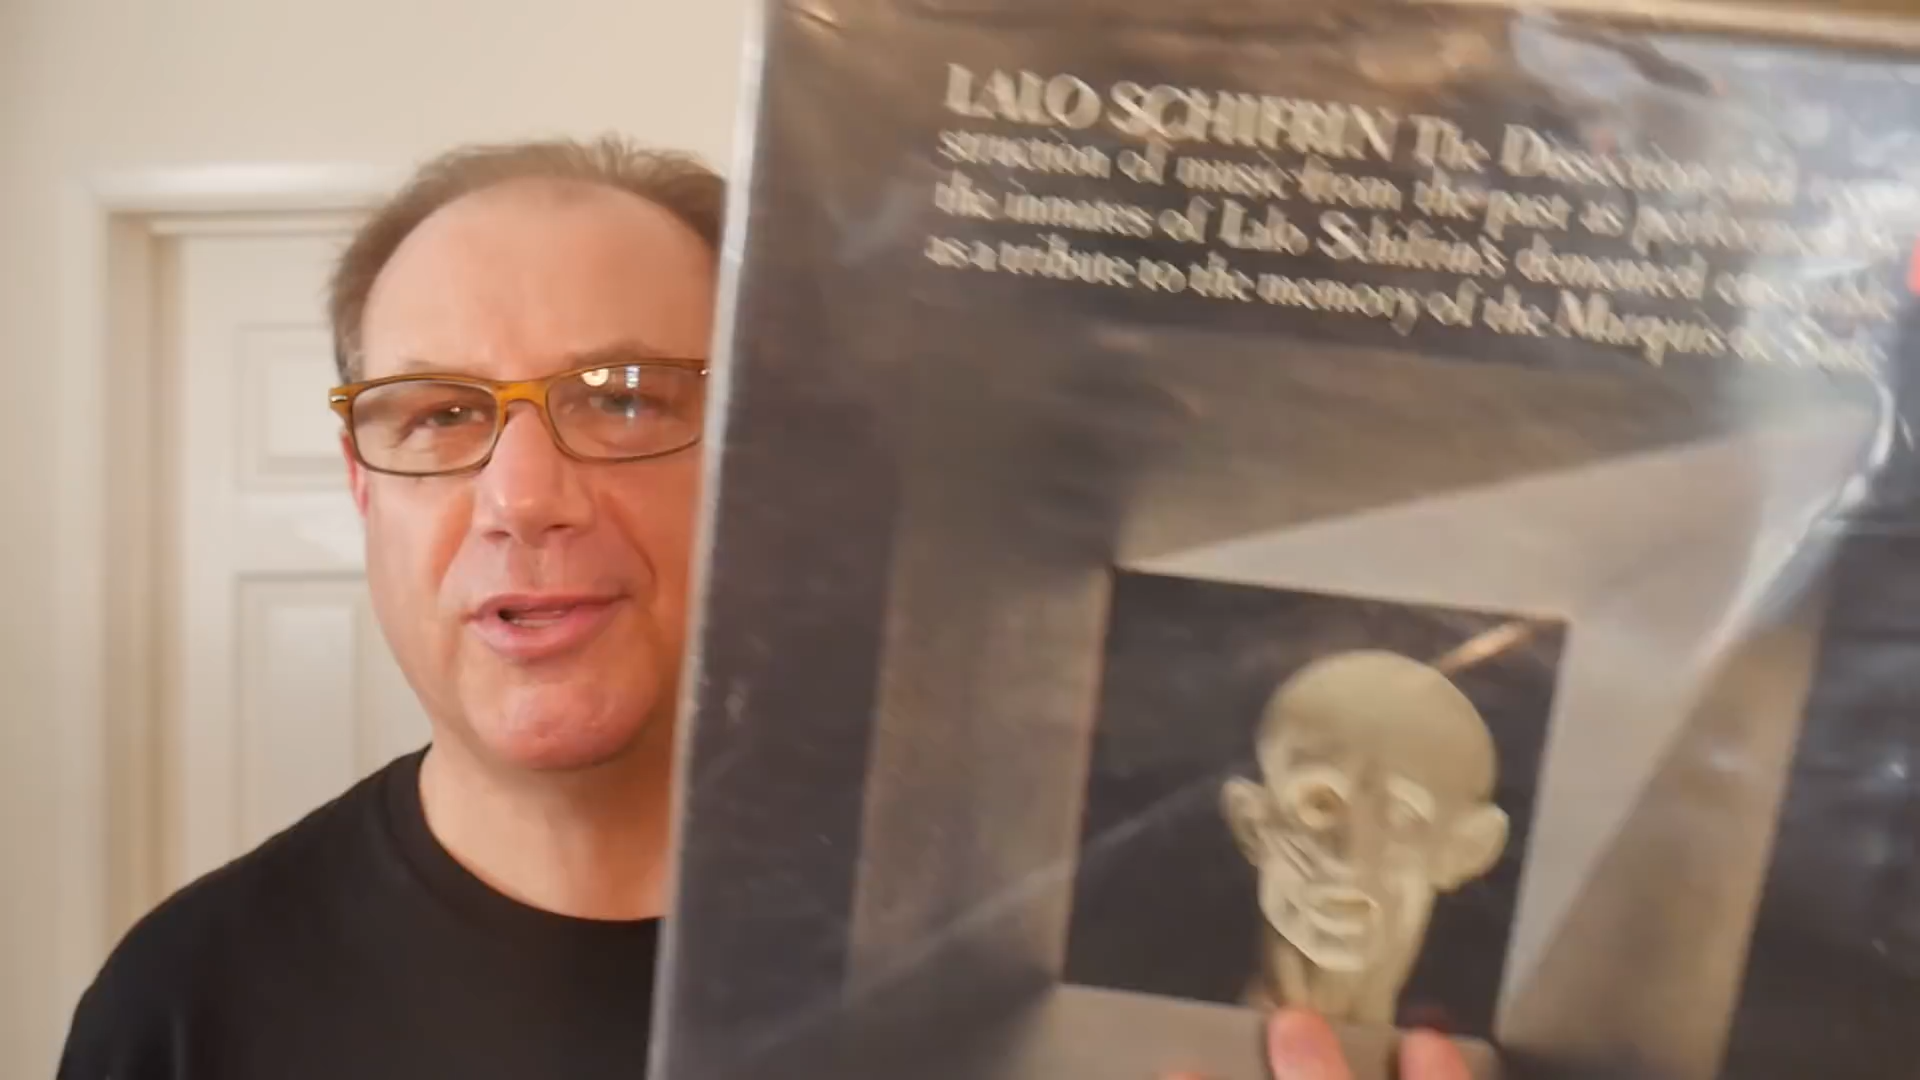 LALO SCHIFRIN The Dissection and recon
struction of music from the past as performed by
the inmates of Lalo Schifrin's demented ensemble
as a tribute to the memory of the Marquis de Sade